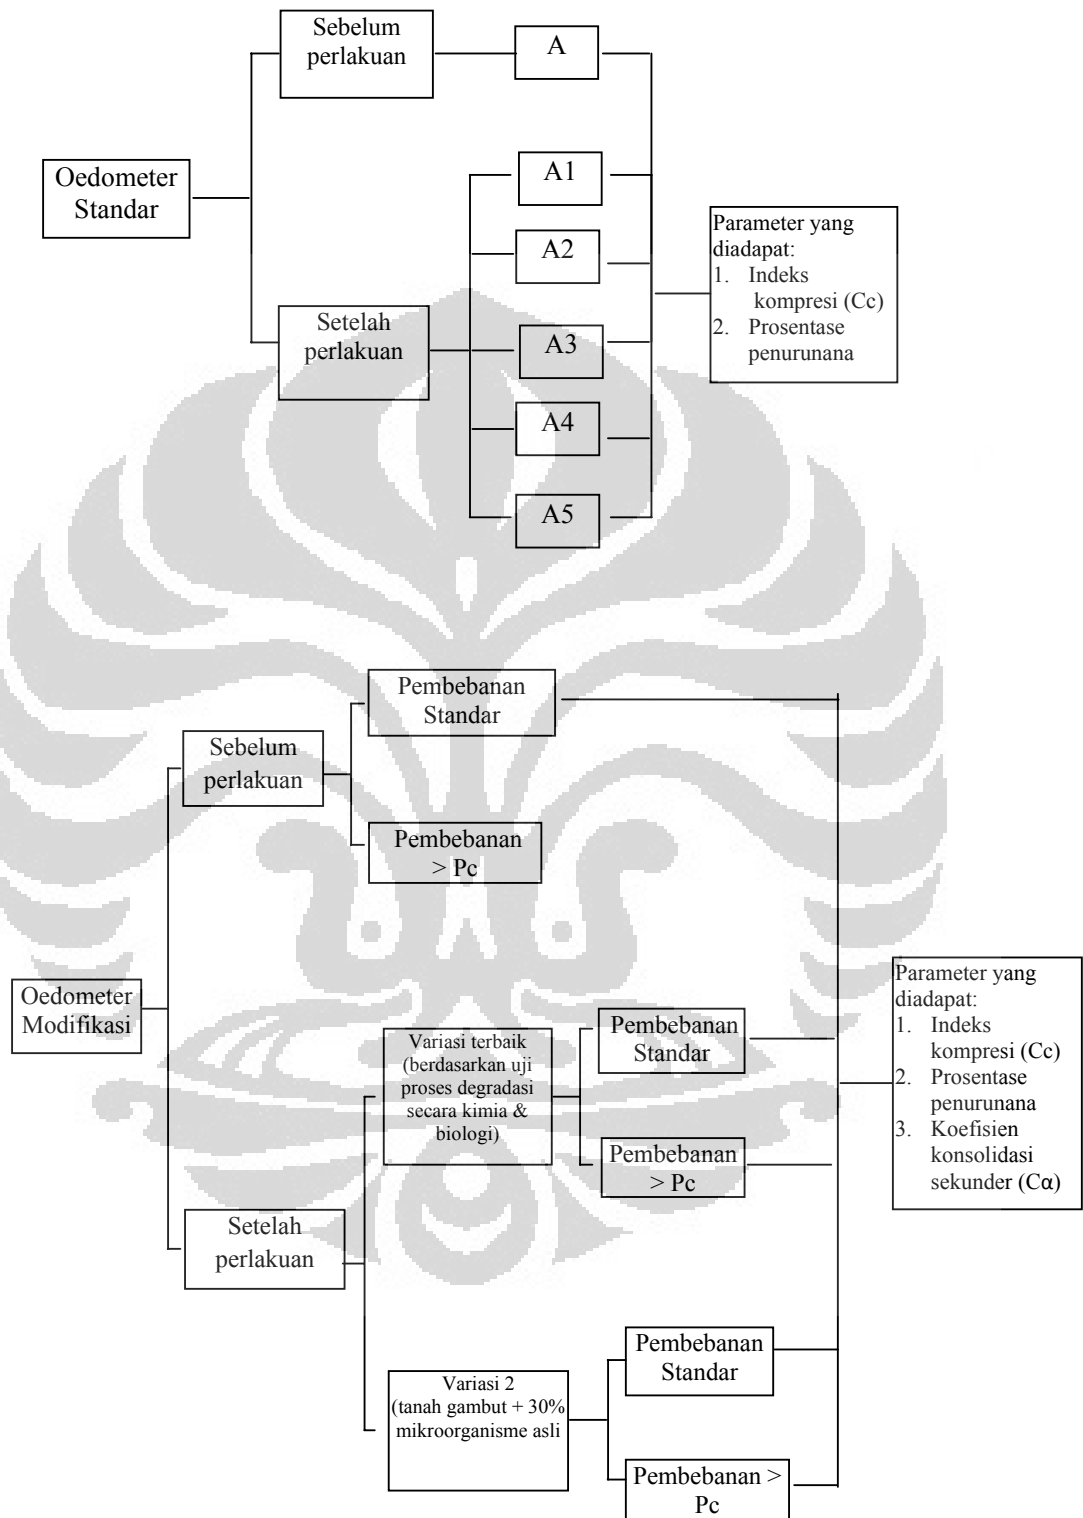 Sebelum
perlakuan
A
Oedometer
Standar
A1
A2
Setelah
perlakuan
A3
A4
A5
Parameter yang
diadapat:
1. Indeks
kompresi (Cc)
2. Prosentase
penurunana
Pembebanan
Standar
Sebelum
perlakuan
Pembebanan
> Pc
Oedometer
Modifikasi
Variasi terbaik
(berdasarkan uji
proses degradasi
secara kimia &
biologi)
Pembebanan
Standar
Pembebanan
> Pc
Setelah
perlakuan
Variasi 2
(tanah gambut + 30%
mikroorganisme asli
Pembebanan
Standar
Pembebanan >
Pc
Parameter yang
diadapat:
1. Indeks
kompresi (Cc)
2. Prosentase
penurunana
3. Koefisien
konsolidasi
sekunder (Cα)